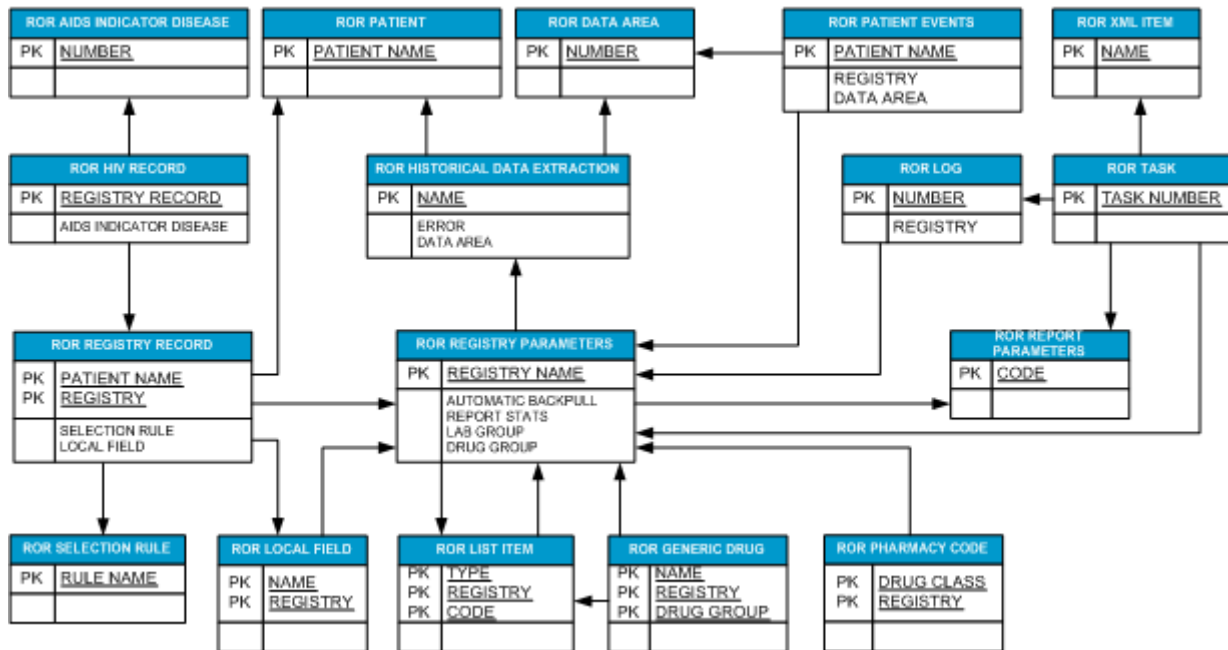 ROR AIDS INDICATOR DISEASE
PK NUMBER
ROR PATIENT
PK PATIENT NAME
ROR DATA AREA
PK NUMBER
ROR PATIENT EVENTS
PK PATIENT NAME
REGISTRY
DATA AREA
ROR XML ITEM
PK NAME
ROR HIV RECORD
PK REGISTRY RECORD
AIDS INDICATOR DISEASE
ROR HISTORICAL DATA EXTRACTION
PK NAME
ERROR
DATA AREA
ROR LOG
PK NUMBER
REGISTRY
ROR TASK
PK TASK NUMBER
ROR REGISTRY RECORD
PK PATIENT NAME
PK REGISTRY
SELECTION RULE
LOCAL FIELD
ROR REGISTRY PARAMETERS
PK REGISTRY NAME
AUTOMATIC BACKPULL
REPORT STATS
LAB GROUP
DRUG GROUP
ROR REPORT
PARAMETERS
PK CODE
ROR SELECTION RULE
PK RULE NAME
ROR LOCAL FIELD
PK NAME
PK REGISTRY
ROR LIST ITEM
PK TYPE
PK REGISTRY
PK CODE
ROR GENERIC DRUG
PK NAME
PK REGISTRY
PK DRUG GROUP
ROR PHARMACY CODE
PK DRUG CLASS
PK REGISTRY